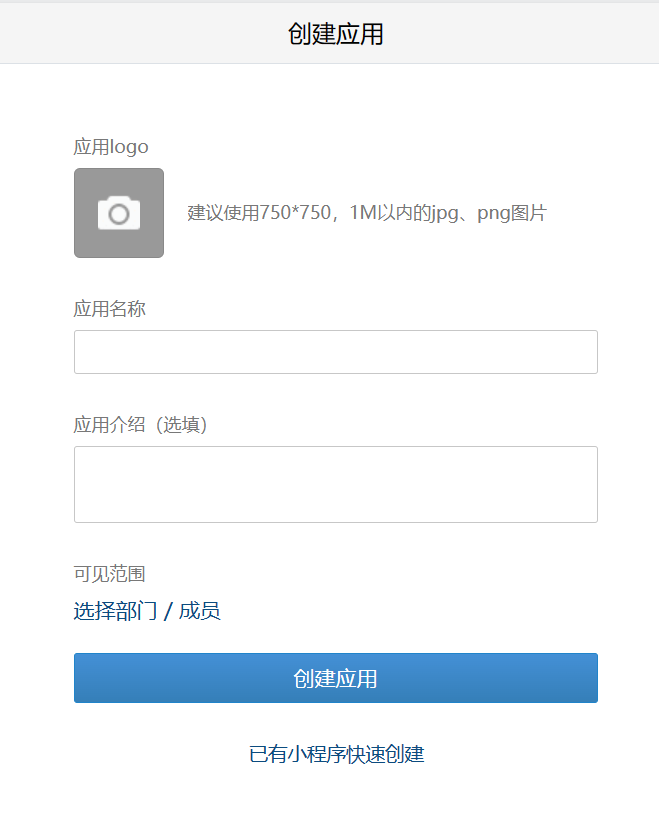 创建应用
应用logo
建议使用750*750，1M以内的jpg、png图片
应用名称
应用介绍（选填）
可见范围
选择部门 / 成员
创建应用
已有小程序快速创建